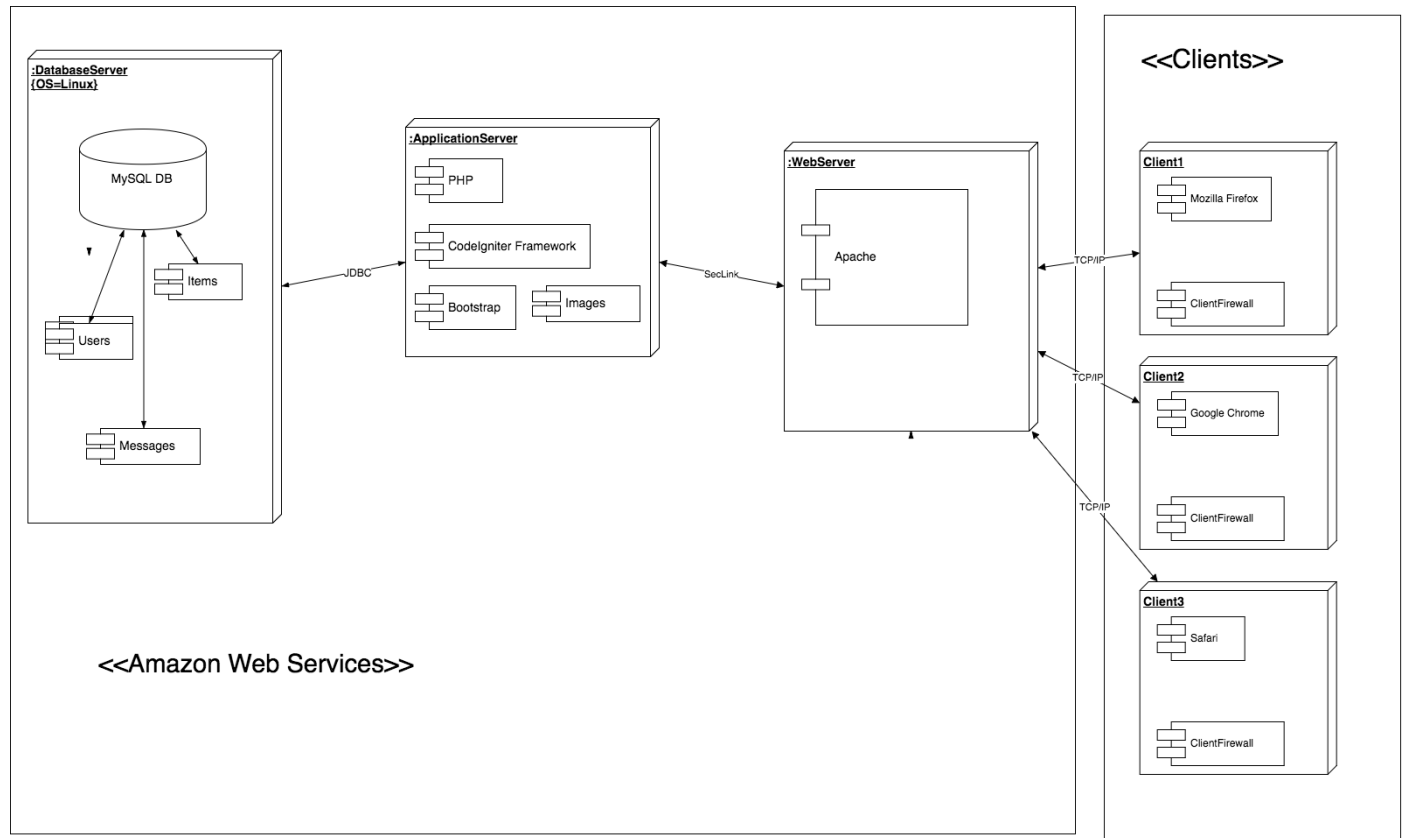 <<Clients>>
:DatabaseServer
{OS=Linux}
MySQL DB
Items
Users
Messages
JDBC
:ApplicationServer
PHP
CodeIgniter Framework
Bootstrap
Images
SecLink
:WebServer
Apache
TCP/IP
TCP/IP
TCP/IP
Client1
Mozilla Firefox
ClientFirewall
Client2
Google Chrome
ClientFirewall
Client3
Safari
ClientFirewall
<<Amazon Web Services>>